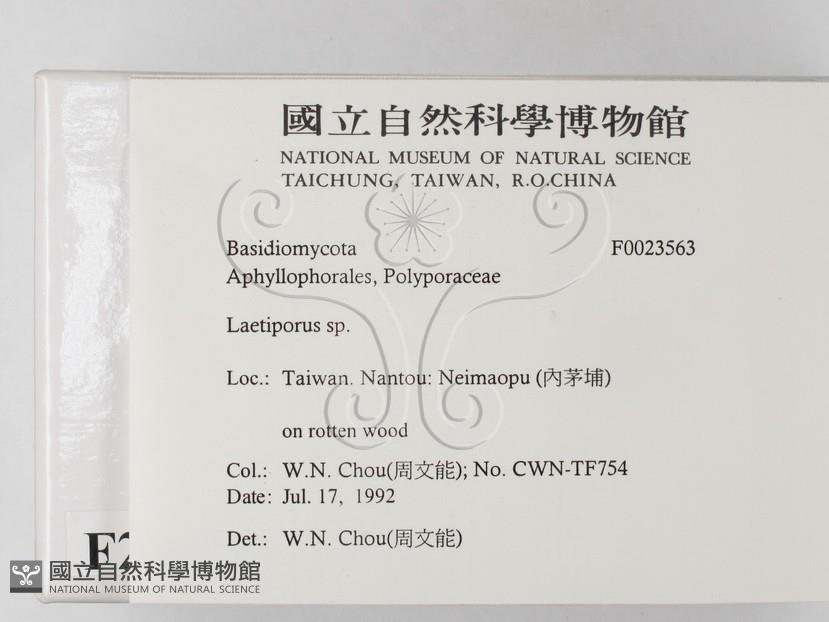 國立自然科學博物館
NATIONAL MUSEUM OF NATURAL SCIENCE
TAICHUNG, TAIWAN, R.O.CHINA
Basidiomycota F0023563
Aphyllophorales, Polyporaceae
Laetiporus sp.
Loc.: Taiwan. Nantou: Neimaopu (內茅埔)
on rotten wood
Col.: W.N. Chou(周文能); No. CWN-TF754
Date: Jul. 17, 1992
Det.: W.N. Chou(周文能)
國立自然科學博物館
NATIONAL MUSEUM OF NATURAL SCIENCE